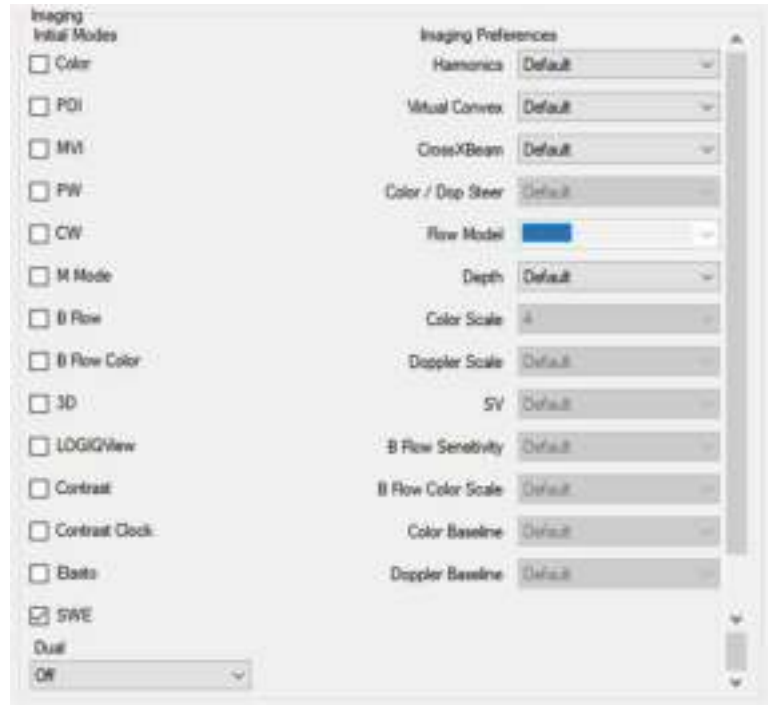 Imaging
Initial Modes
Imaging Preferences
Color
Harmonics Default
PDI
Virtual Convex Default
MVI
CrossXBeam Default
PW
Color / Dop Steer Default
CW
Flow Model
M Mode
Depth Default
B Flow
Color Scale 4
B Flow Color
Doppler Scale Default
3D
SV Default
LOGIQView
B Flow Sensitivity Default
Contrast
B Flow Color Scale Default
Contrast Clock
Color Baseline Default
Elasto
Doppler Baseline Default
SWE
Dual
Off